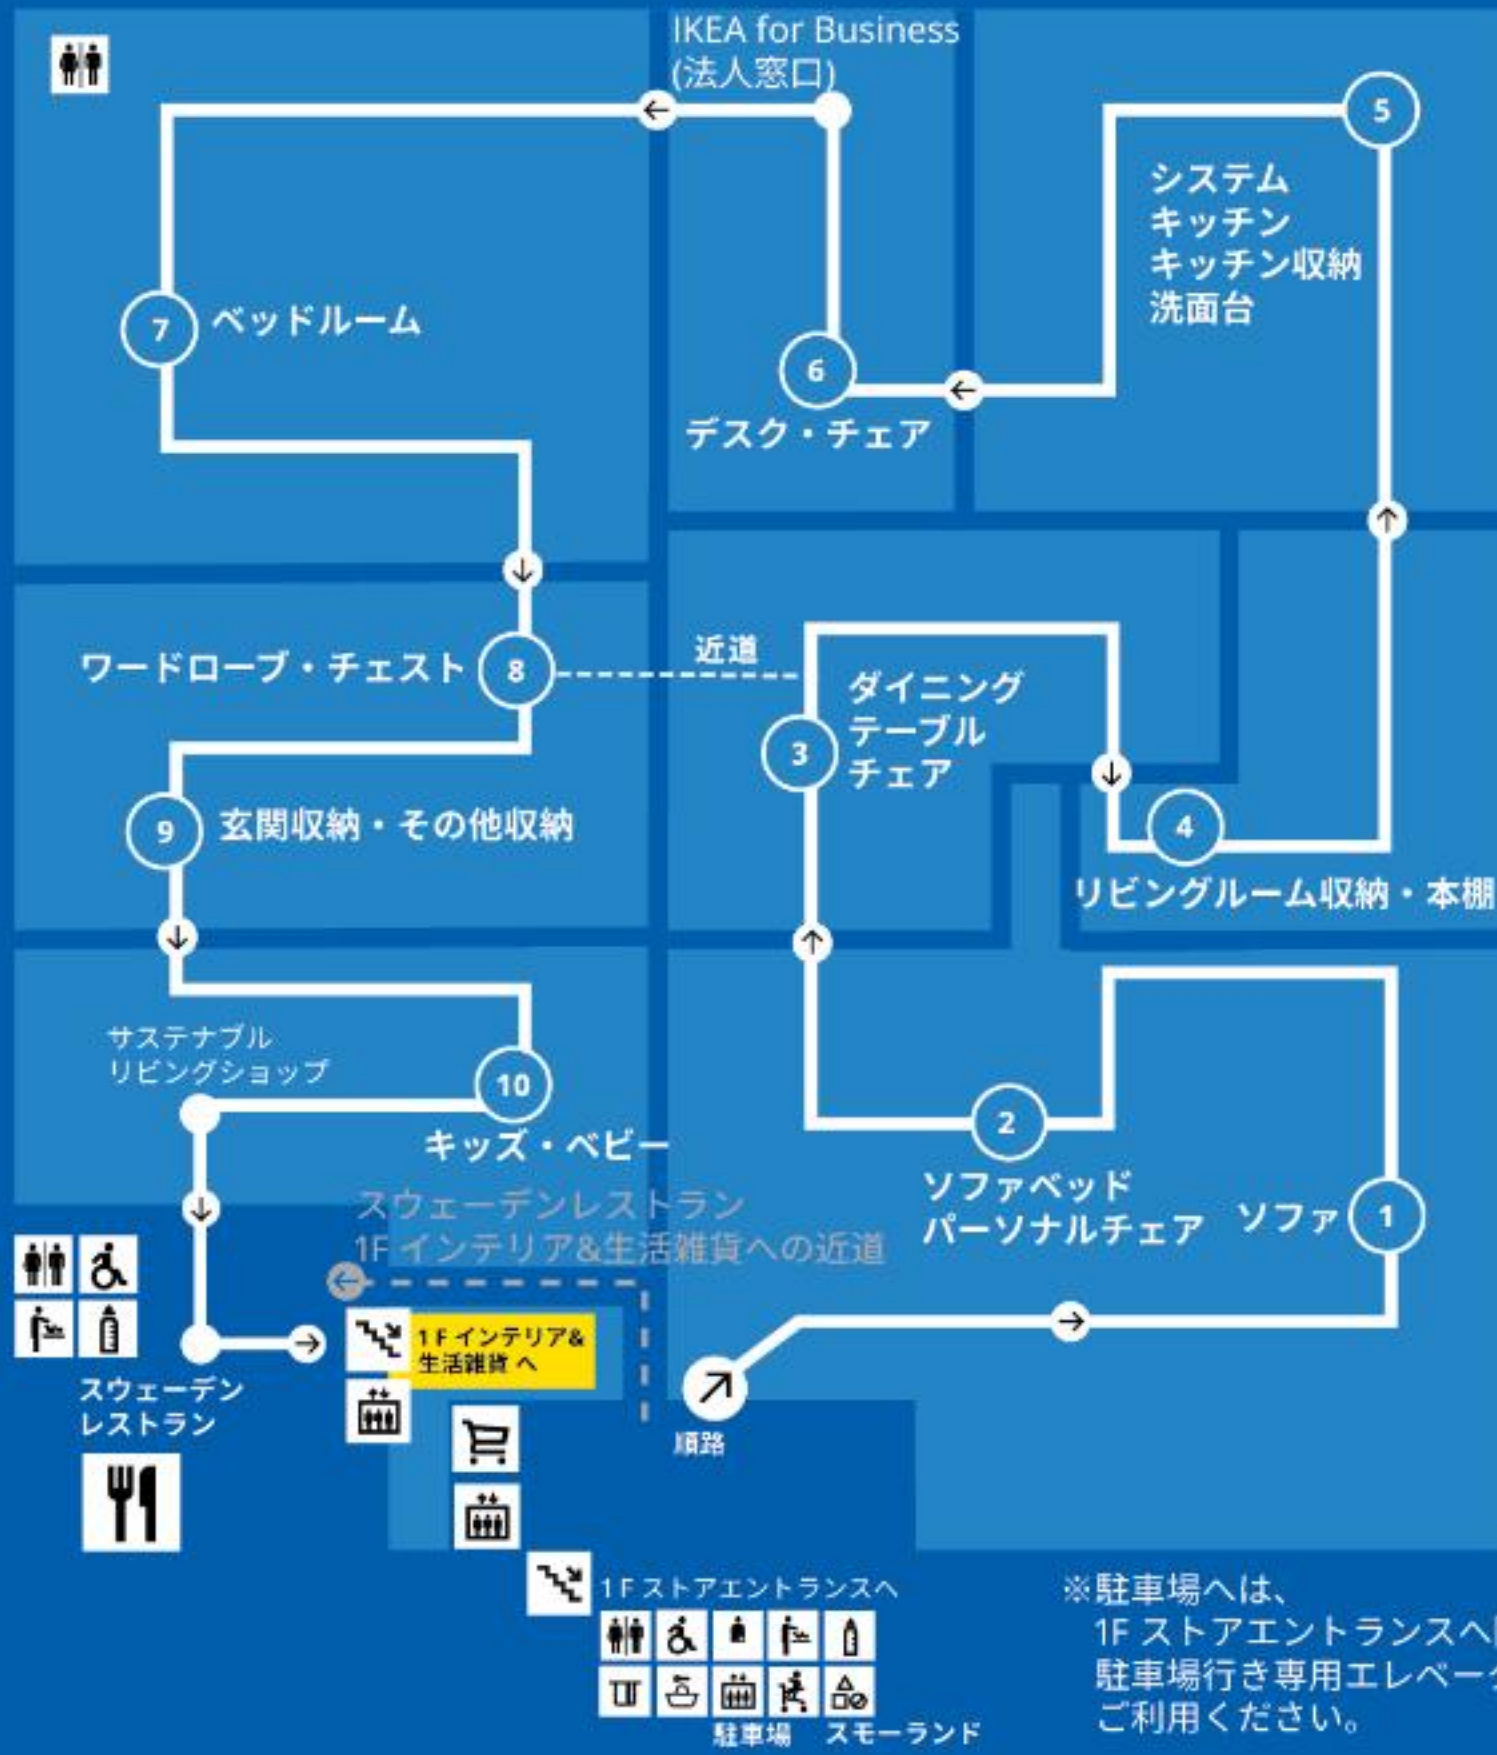 IKEA for Business
(法人窓口)
5
システム
キッチン
キッチン収納
洗面台
7
ベッドルーム
6
デスク・チェア
近道
ワードローブ・チェスト
8
ダイニング
テーブル
チェア
3
9
玄関収納・その他収納
4
リビングルーム収納・本棚
サステナブル
リビングショップ
10
キッズ・ベビー
2
ソファベッド
パーソナルチェア
ソファ
1
スウェーデンレストラン
1F インテリア&生活雑貨への近道
1F インテリア&
生活雑貨 へ
スウェーデン
レストラン
順路
1F ストアエントランスへ
駐車場
スモーランド
※駐車場へは、
1F ストアエントランスへ
駐車場行き専用エレベー
ご利用ください。